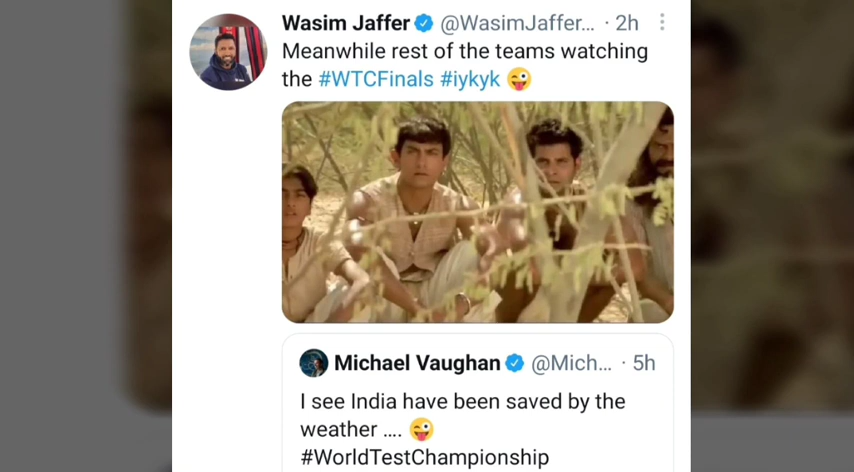 Wasim Jaffer @WasimJaffer... · 2h
Meanwhile rest of the teams watching
the #WTCFinals #iykyk 😜
Michael Vaughan @Mich... · 5h
I see India have been saved by the
weather .... 😜
#WorldTestChampionship